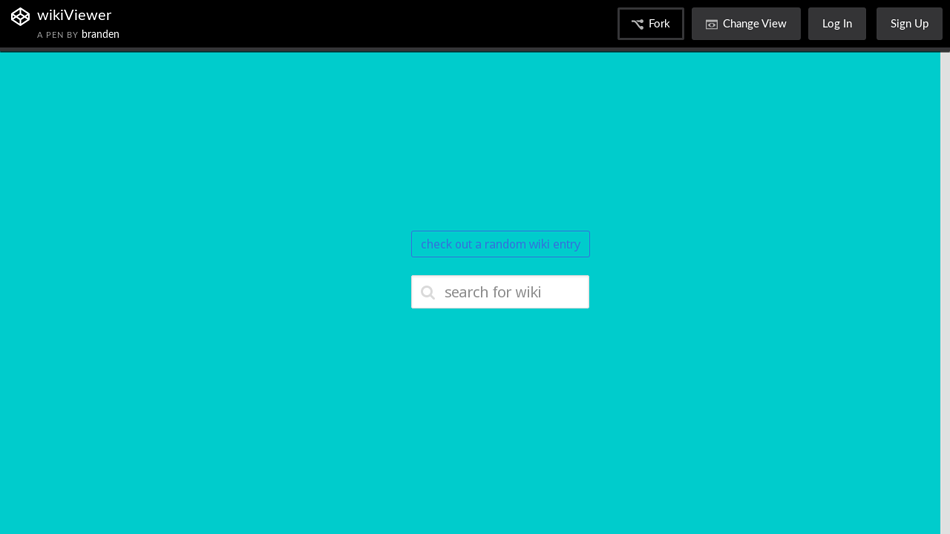 wikiViewer
A PEN BY branden
Fork
Change View
Log In
Sign Up
check out a random wiki entry
search for wiki